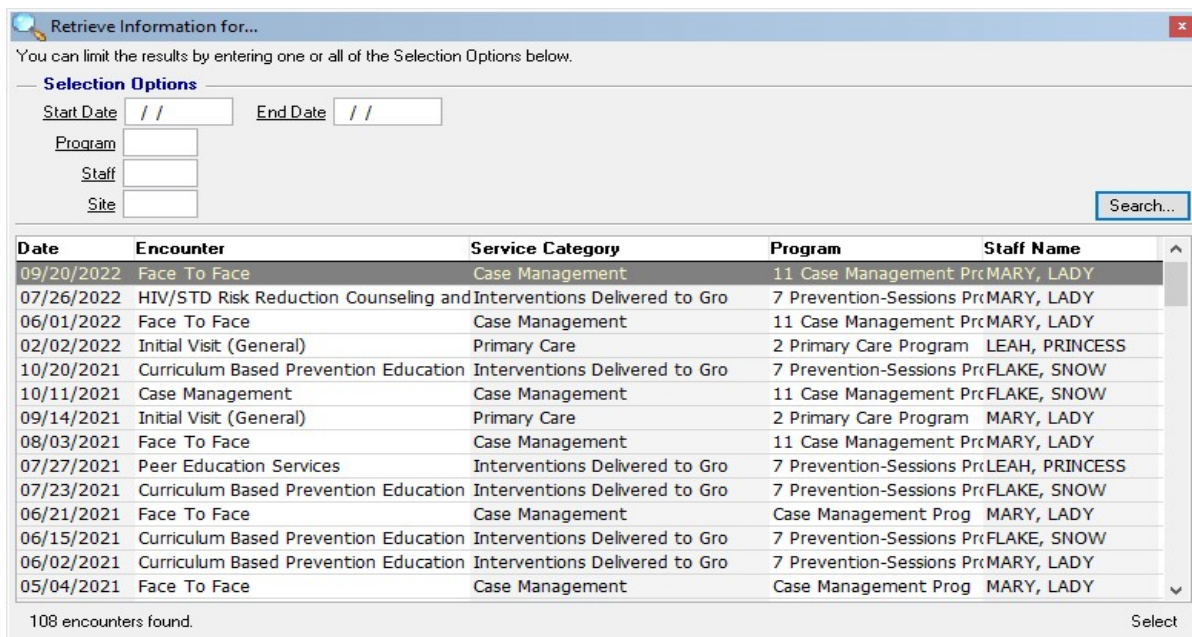 Retrieve Information for...
x
You can limit the results by entering one or all of the Selection Options below.
Selection Options
Start Date / / End Date / /
Program
Staff
Site
Search...
Date Encounter Service Category Program Staff Name
09/20/2022 Face To Face Case Management 11 Case Management Pro MARY, LADY
07/26/2022 HIV/STD Risk Reduction Counseling and Interventions Delivered to Gro 7 Prevention-Sessions Pro MARY, LADY
06/01/2022 Face To Face Case Management 11 Case Management Pro MARY, LADY
02/02/2022 Initial Visit (General) Primary Care 2 Primary Care Program LEAH, PRINCESS
10/20/2021 Curriculum Based Prevention Education Interventions Delivered to Gro 7 Prevention-Sessions Pro FLAKE, SNOW
10/11/2021 Case Management Case Management 11 Case Management Pro FLAKE, SNOW
09/14/2021 Initial Visit (General) Primary Care 2 Primary Care Program MARY, LADY
08/03/2021 Face To Face Case Management 11 Case Management Pro MARY, LADY
07/27/2021 Peer Education Services Interventions Delivered to Gro 7 Prevention-Sessions Pro LEAH, PRINCESS
07/23/2021 Curriculum Based Prevention Education Interventions Delivered to Gro 7 Prevention-Sessions Pro FLAKE, SNOW
06/21/2021 Face To Face Case Management Case Management Prog MARY, LADY
06/15/2021 Curriculum Based Prevention Education Interventions Delivered to Gro 7 Prevention-Sessions Pro FLAKE, SNOW
06/02/2021 Curriculum Based Prevention Education Interventions Delivered to Gro 7 Prevention-Sessions Pro MARY, LADY
05/04/2021 Face To Face Case Management Case Management Prog MARY, LADY
108 encounters found. Select